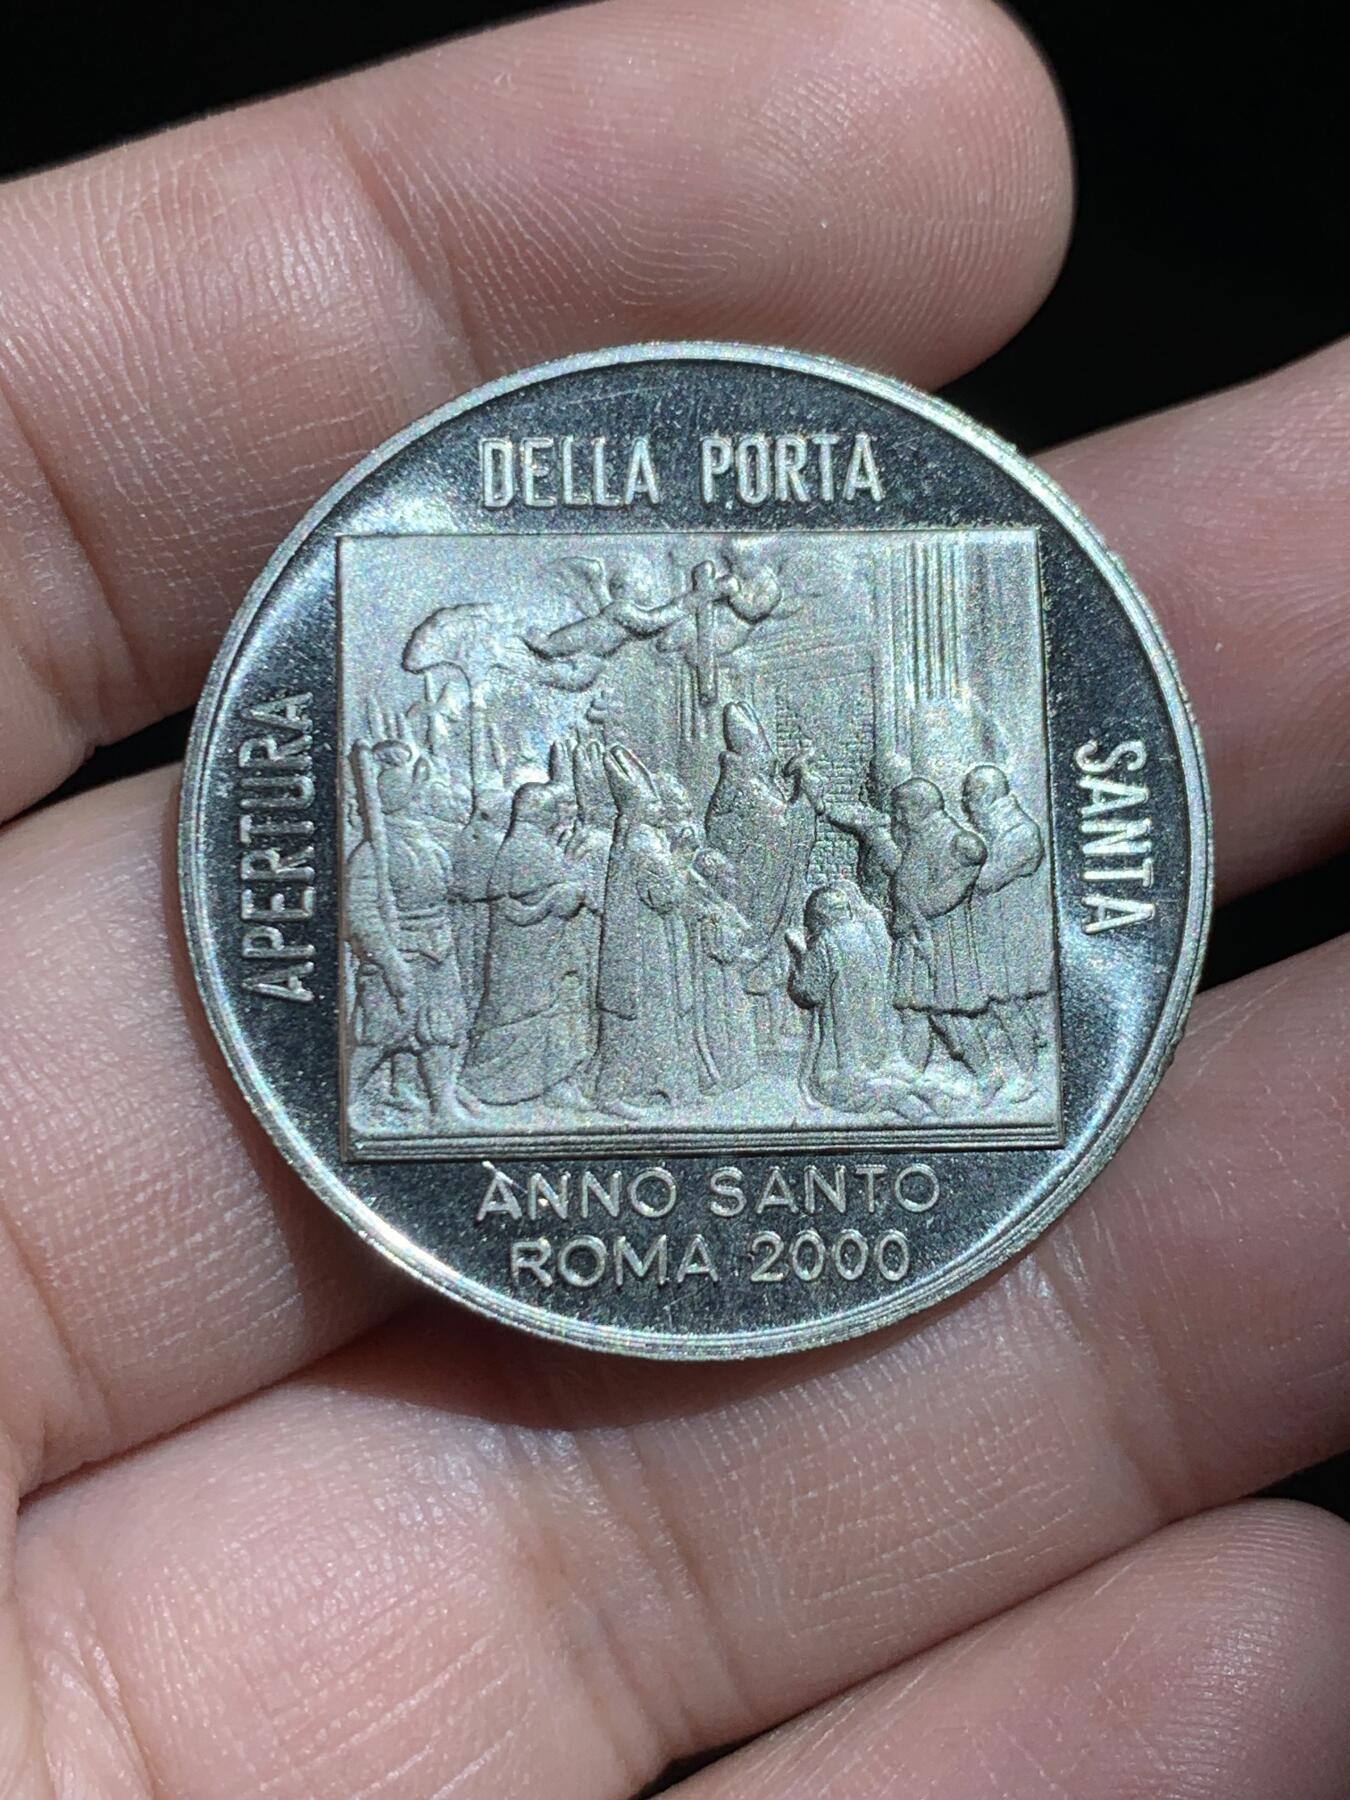 APERTURA
DELLA PORTA
SANTA
ANNO SANTO
ROMA 2000